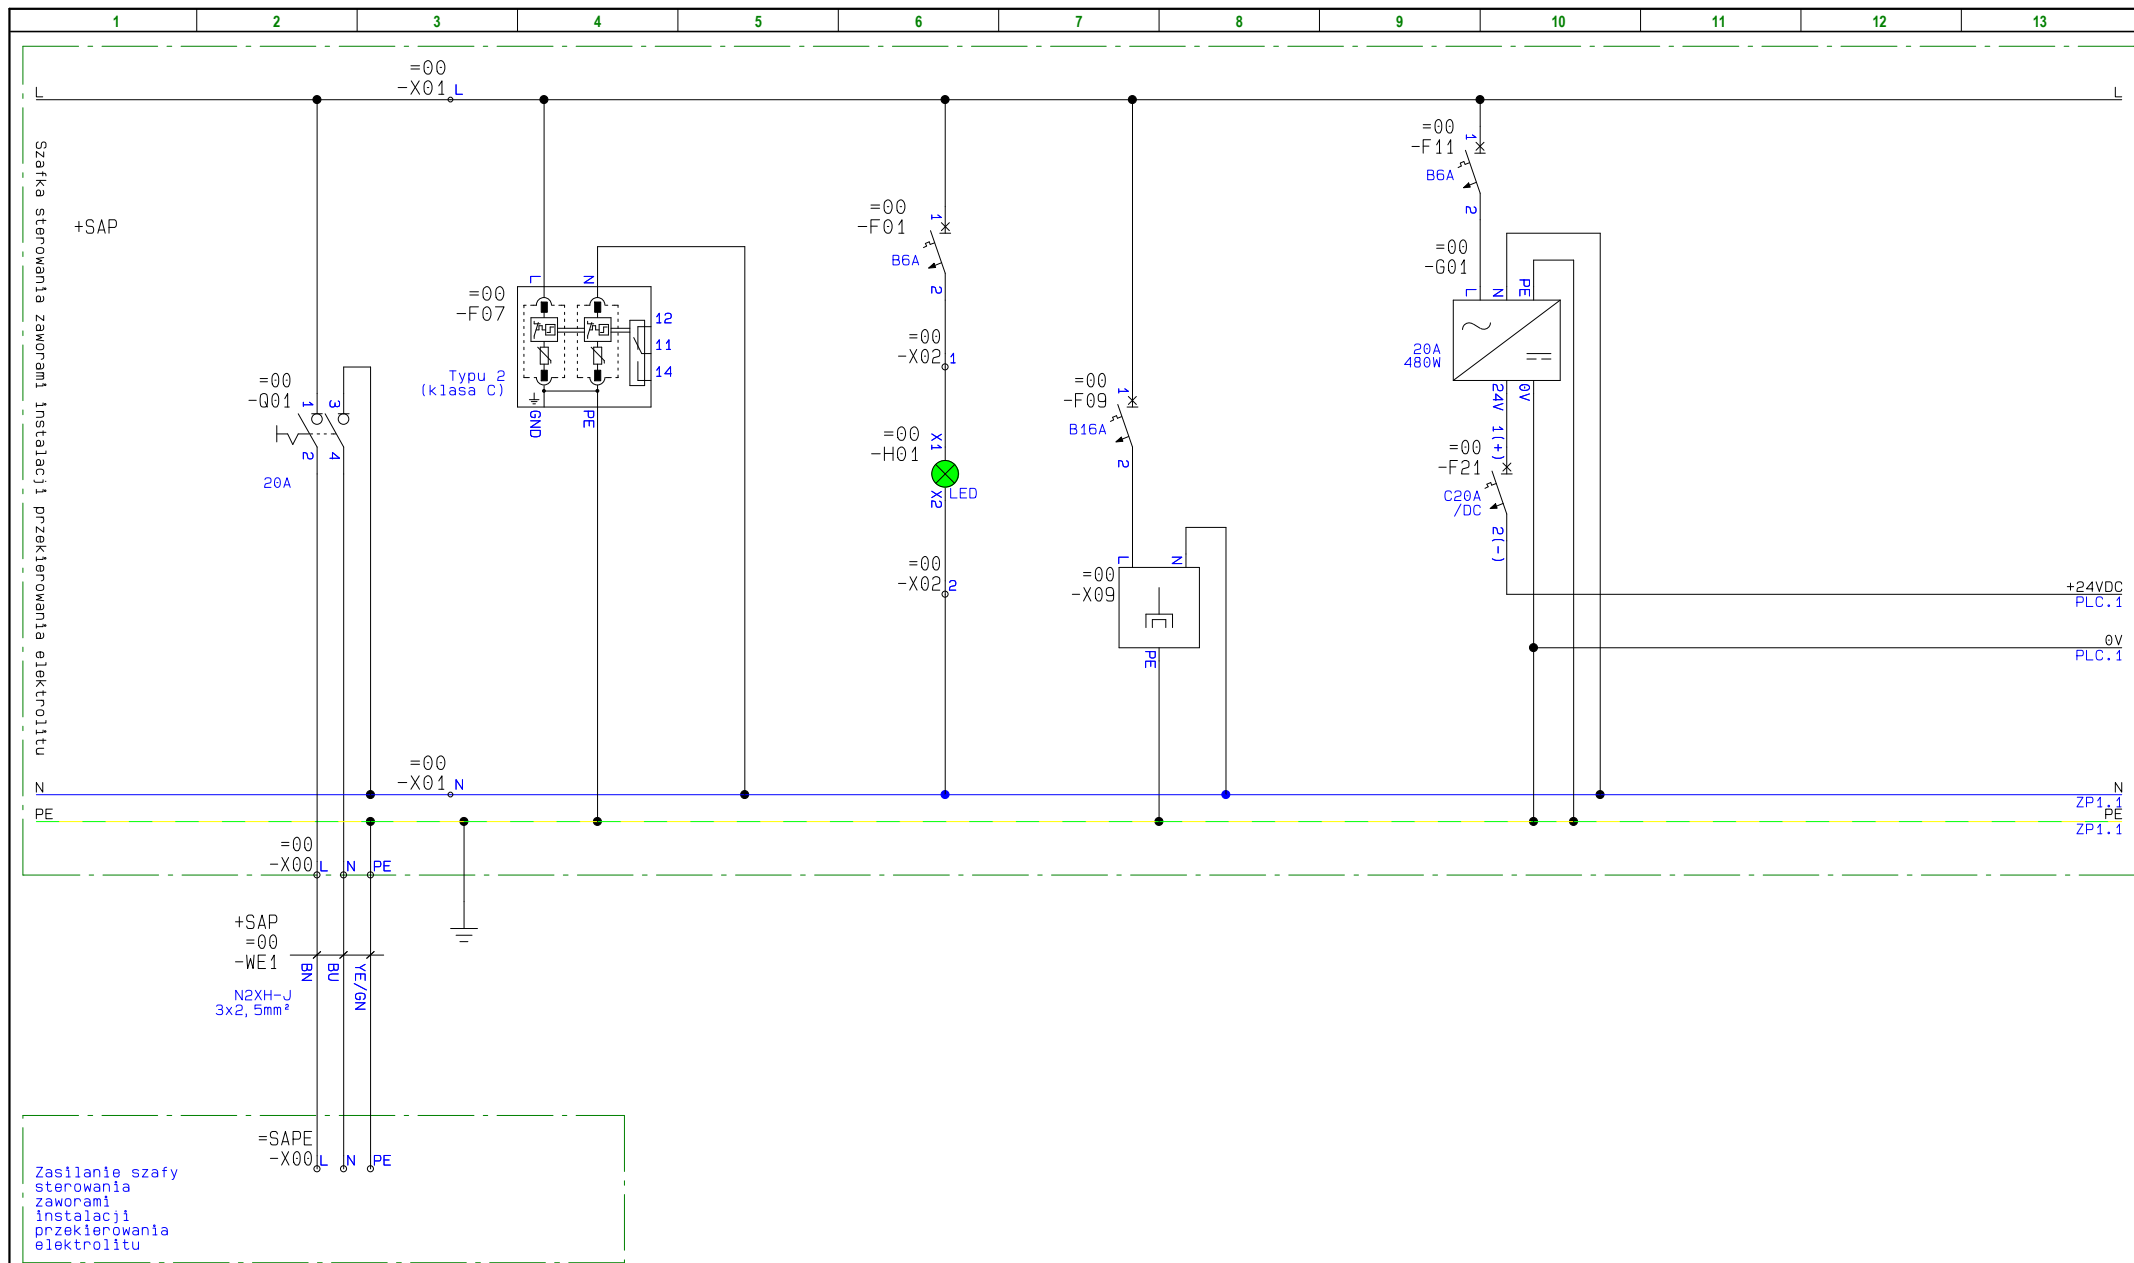 1 2 3 4 5 6 7 8 9 10 11 12 13
=00
-X01 L
L
L
Szafka sterowania zaworami instalacji przekierowania elektrolitu
+SAP
=00
-Q01
1
3
2
4
20A
=00
-F07
L
N
12
11
14
Typu 2
(klasa C)
GND
PE
=00
-F01
1
B6A
2
=00
-X02 1
=00
-H01
X1
X2
LED
=00
-X02 2
=00
-F09
1
B16A
2
=00
-X09
L
N
PE
=00
-F11
1
B6A
2
=00
-G01
L
N
PE
20A
480W
24V
0V
=00
-F21
1(+)
C20A
/DC
2(-)
+24VDC
PLC.1
0V
PLC.1
=00
-X01 N
N
N
ZP1.1
PE
PE
ZP1.1
=00
-X00 L N PE
+SAP
=00
-WE1
BN
BU
YE/GN
N2XH-J
3x2,5mm²
=SAPE
-X00 L N PE
Zasilanie szafy
sterowania
zaworami
instalacji
przekierowania
elektrolitu